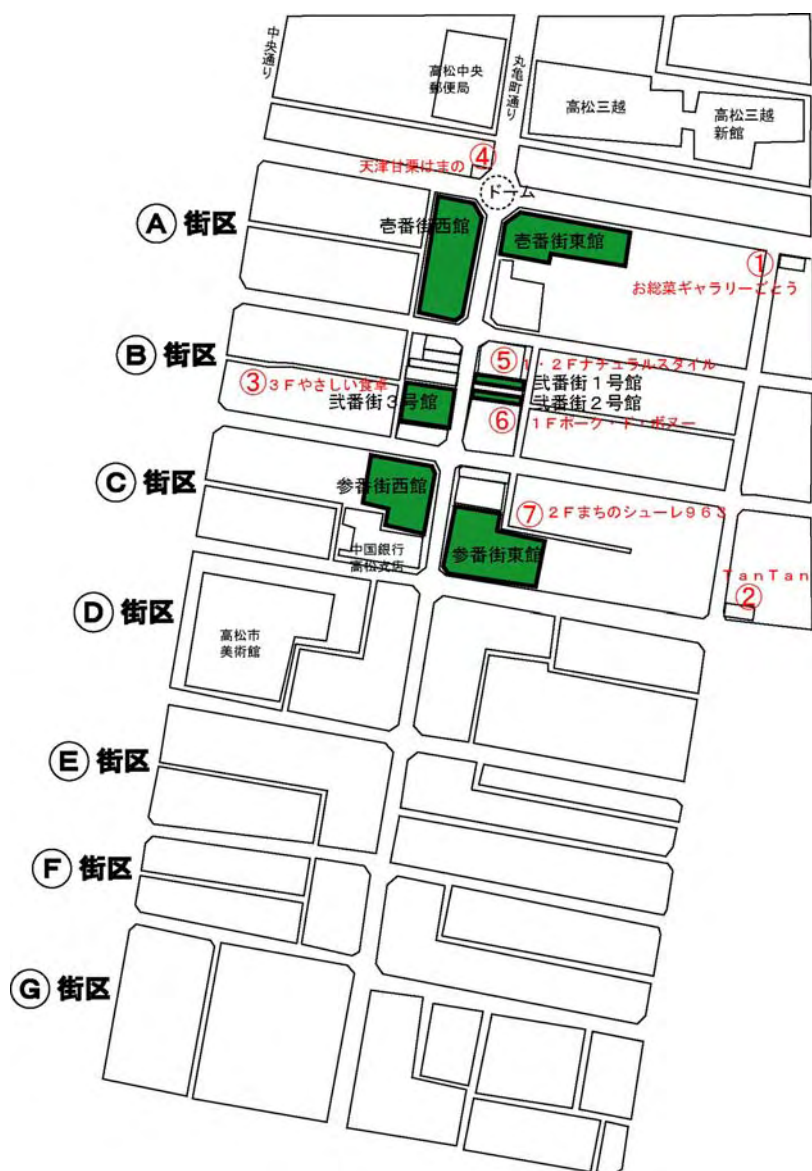 中央通り
高松中央
郵便局
丸亀町通り
高松三越
高松三越
新館
④
天津甘栗はまの
ドーム
Ⓐ 街区
壱番街西館
壱番街東館
①
お総菜ギャラリーごとう
Ⓑ 街区
⑤
1・2Fナチュラルスタイル
③ 3Fやさしい食卓
弐番街1号館
弐番街3号館
弐番街2号館
⑥
1Fポーク・ド・ボヌー
Ⓒ 街区
参番街西館
⑦ 2Fまちのシューレ963
中国銀行
高松支店
参番街東館
TanTan
②
Ⓓ 街区
高松市
美術館
Ⓔ 街区
Ⓕ 街区
Ⓖ 街区